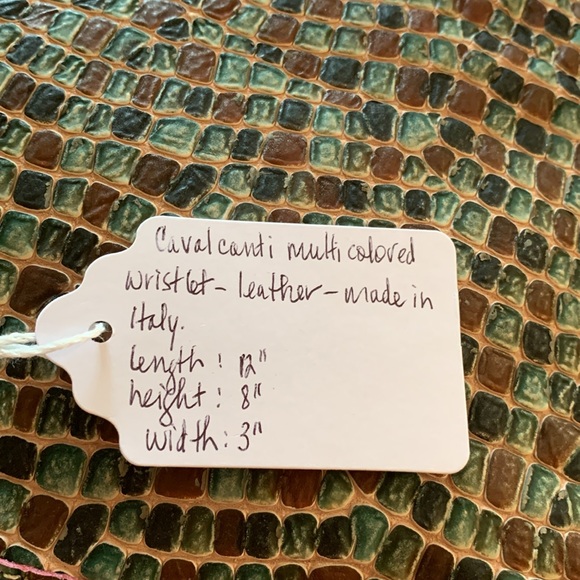 Cavalcanti multi colored
wristlet - leather - made in
Italy.
length : 12"
height : 8"
width : 3"